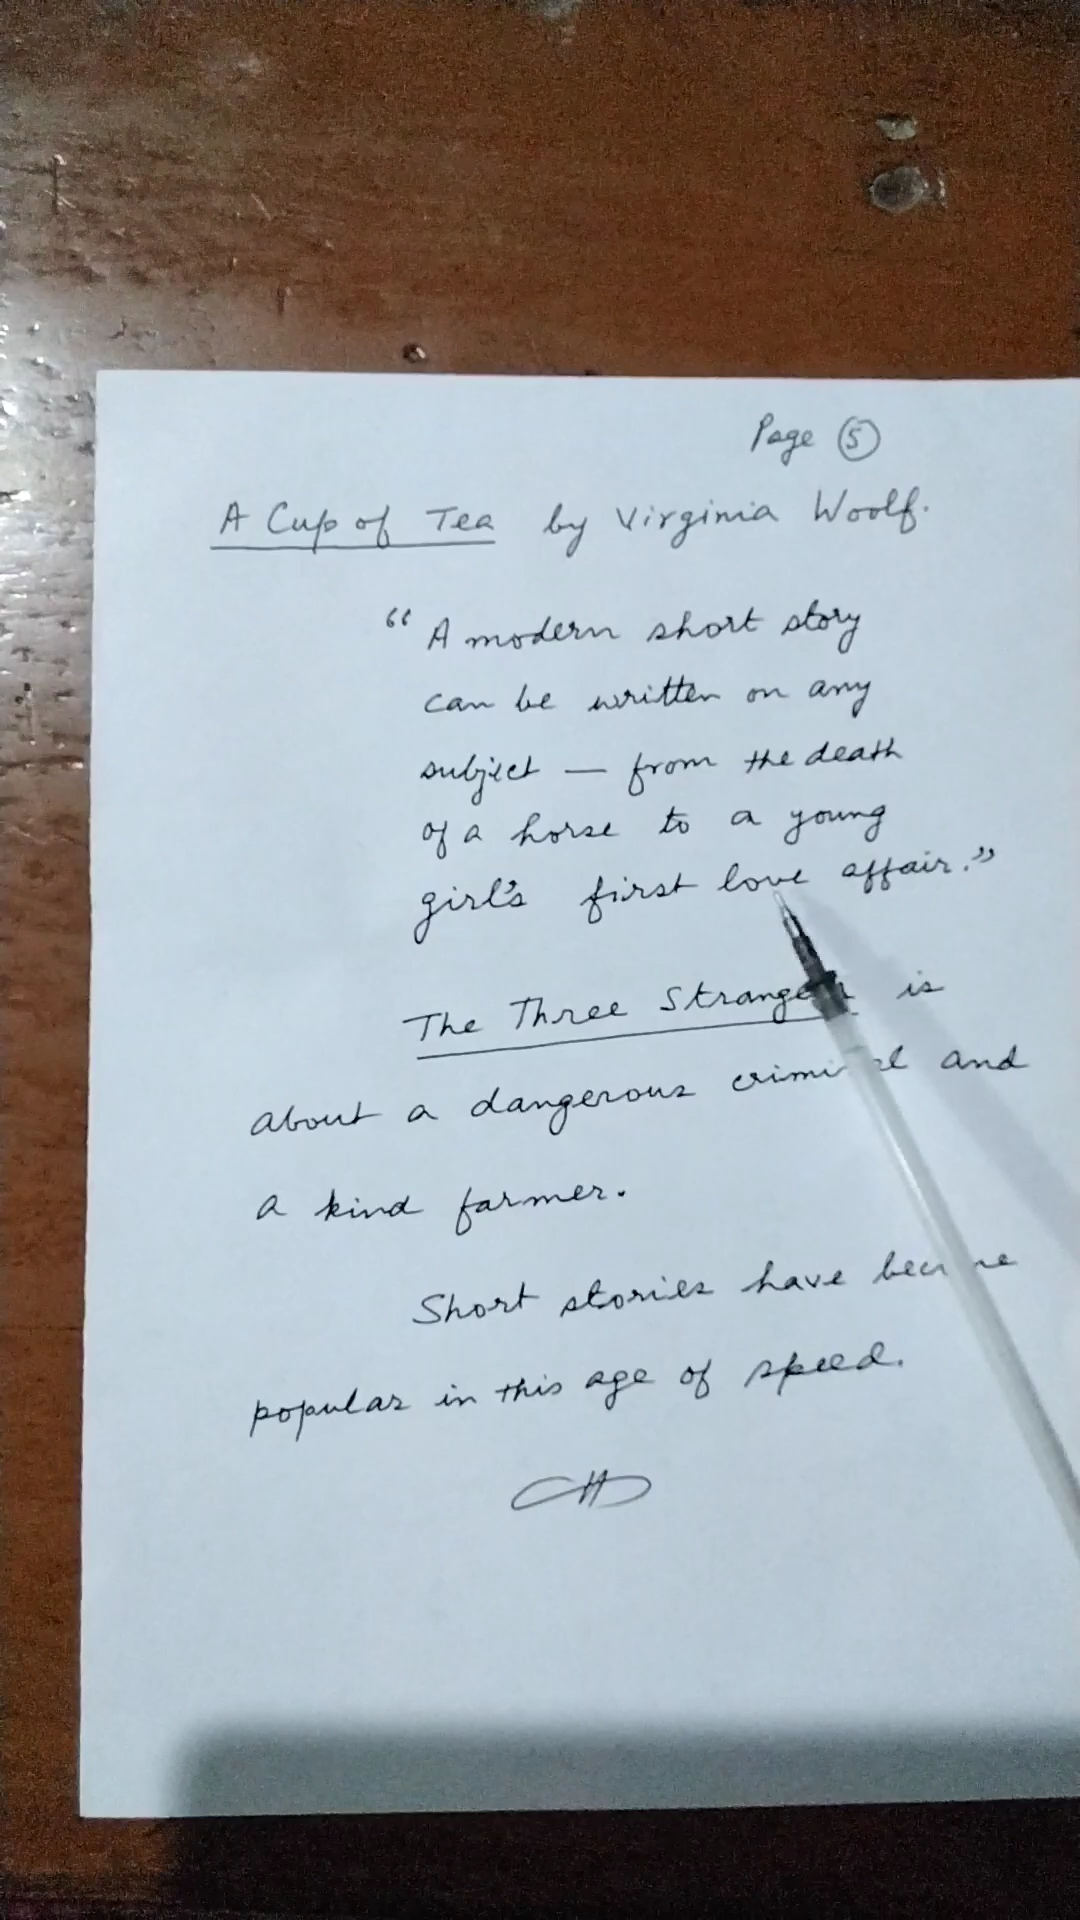 Page 5
A Cup of Tea by Virginia Woolf.
“A modern short story
can be written on any
subject — from the death
of a horse to a young
girl's first love affair.”
The Three is
about a dangerous and
a kind farmer.
Short stories have
popular in this age of speed.